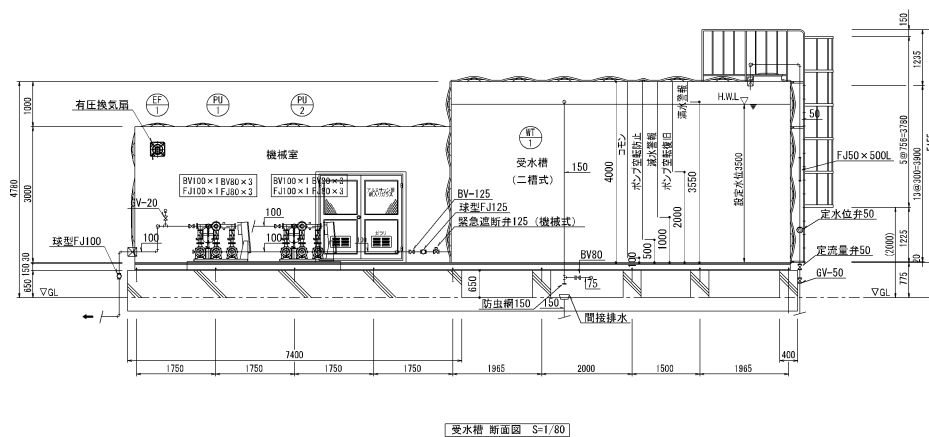 150
1235
5@756=3780
13@300=3900
1225
(2000)
775
20
50
FJ50×500L
定水位弁50
定流量弁50
GV-50
▽GL
H.W.L
設定水位3500
満水警報
3550
ポンプ空転復旧
2000
減水警報
1000
ポンプ空転防止
500
100
コモン
4000
WT
1
受水槽
(二槽式)
150
有圧換気扇
EF
1
PU
1
PU
2
機械室
BV100×1 BV80×3
FJ100×1 FJ80×3
BV100×1 BV80×3
FJ100×1 FJ80×3
GV-20
100
100
100
100
ガラリ
BV-125
球型FJ125
緊急遮断弁125 (機械式)
球型FJ100
BV80
175
防虫網150
150
間接排水
650
4780
1000
3000
30
150
650
▽GL
7400
400
1750
1750
1750
1750
1965
2000
1500
1965
受水槽 断面図 S=1/80